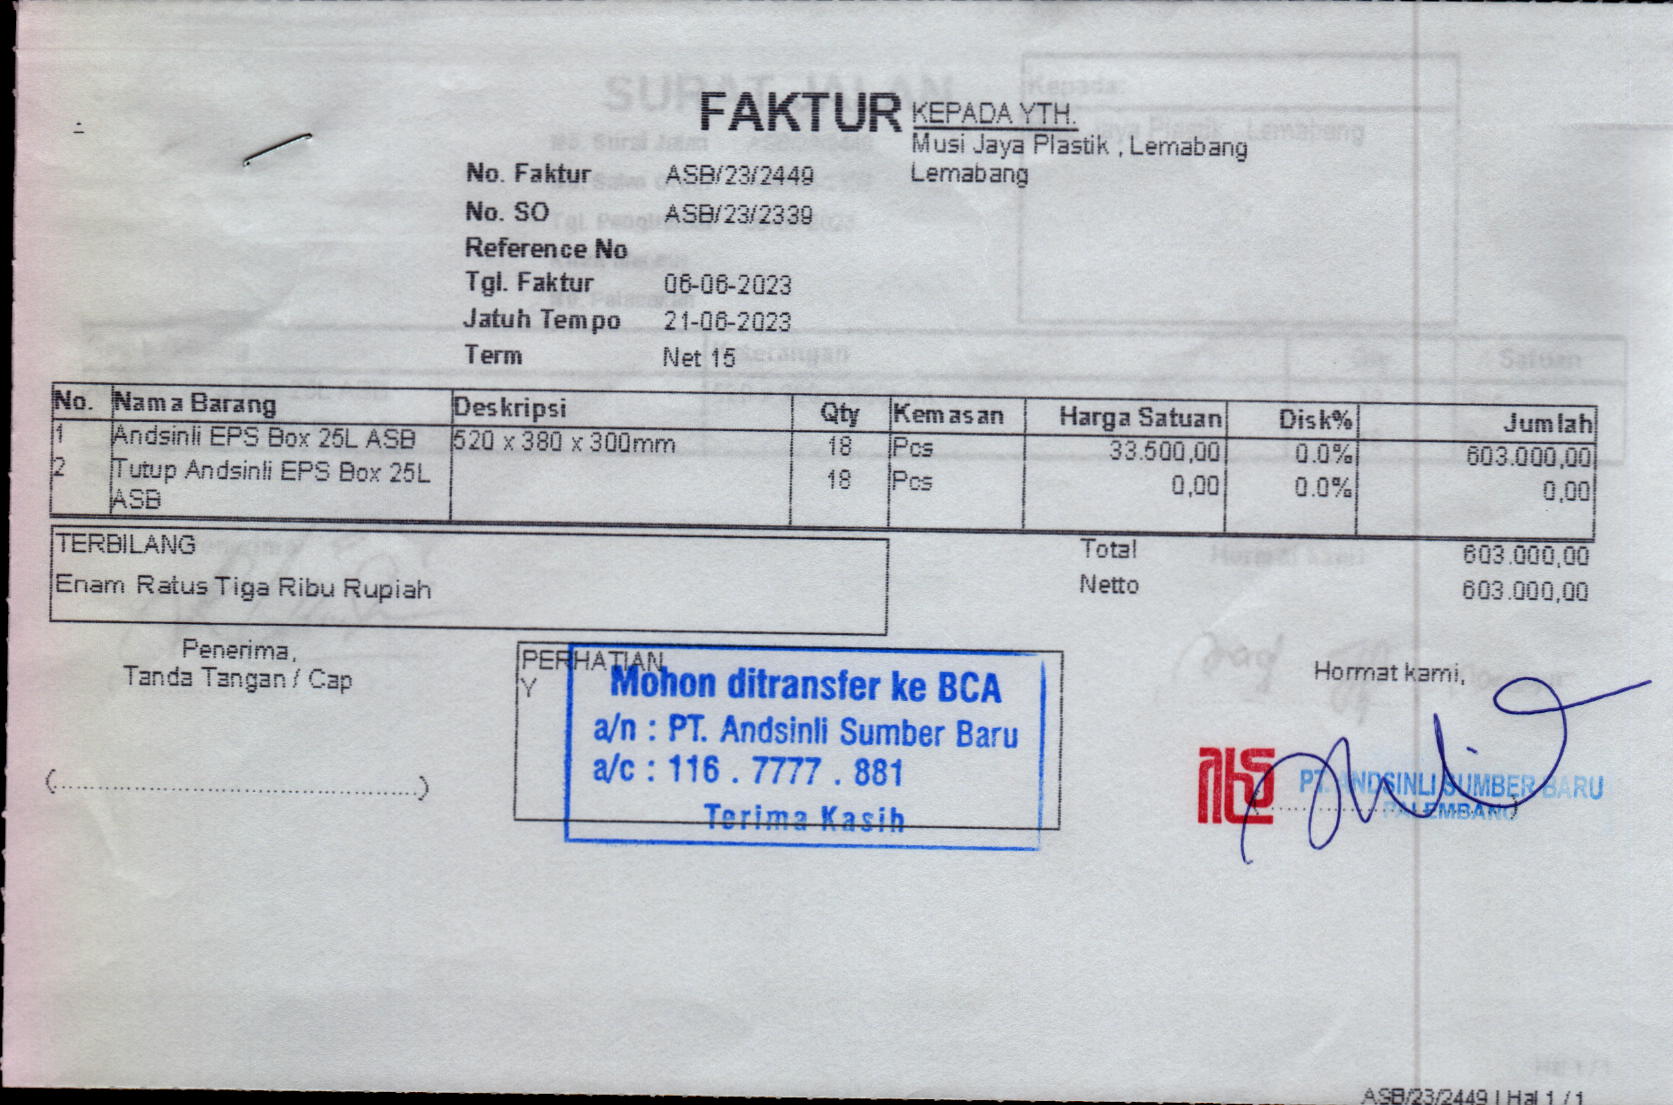 FAKTUR
KEPADA YTH.
Musi Jaya Plastik , Lemabang
Lemabang
No. Faktur ASB/23/2449
No. SO ASB/23/2339
Reference No
Tgl. Faktur 06-06-2023
Jatuh Tempo 21-06-2023
Term Net 15
No. Nama Barang Deskripsi Qty Kemasan Harga Satuan Disk% Jumlah
1 Andsinli EPS Box 25L ASB 520 x 380 x 300mm 18 Pcs 33.500,00 0.0% 603.000,00
2 Tutup Andsinli EPS Box 25L 18 Pcs 0,00 0.0% 0,00
ASB
TERBILANG
Enam Ratus Tiga Ribu Rupiah
Total 603.000,00
Netto 603.000,00
Penerima,
Tanda Tangan / Cap
(................................................)
PERHATIAN
Y
Mohon ditransfer ke BCA
a/n : PT. Andsinli Sumber Baru
a/c : 116 . 7777 . 881
Terima Kasih
Hormat kami,
PT. ANDSINLI SUMBER BARU
PALEMBANG
ASB/23/2449 | Hal 1 / 1